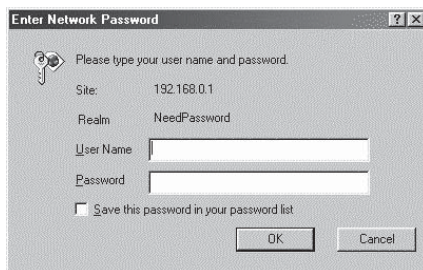 Enter Network Password
? ×
Please type your user name and password.
Site: 192.168.0.1
Realm NeedPassword
User Name
Password
Save this password in your password list
OK Cancel